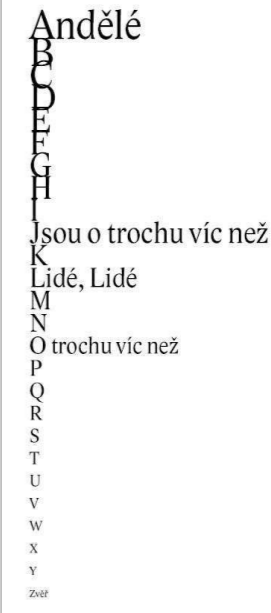 Andělé
B
C
D
E
F
G
H
I
Jsou o trochu víc než
K
Lidé, Lidé
M
N
O trochu víc než
P
Q
R
S
T
U
V
W
X
Y
Zvěř